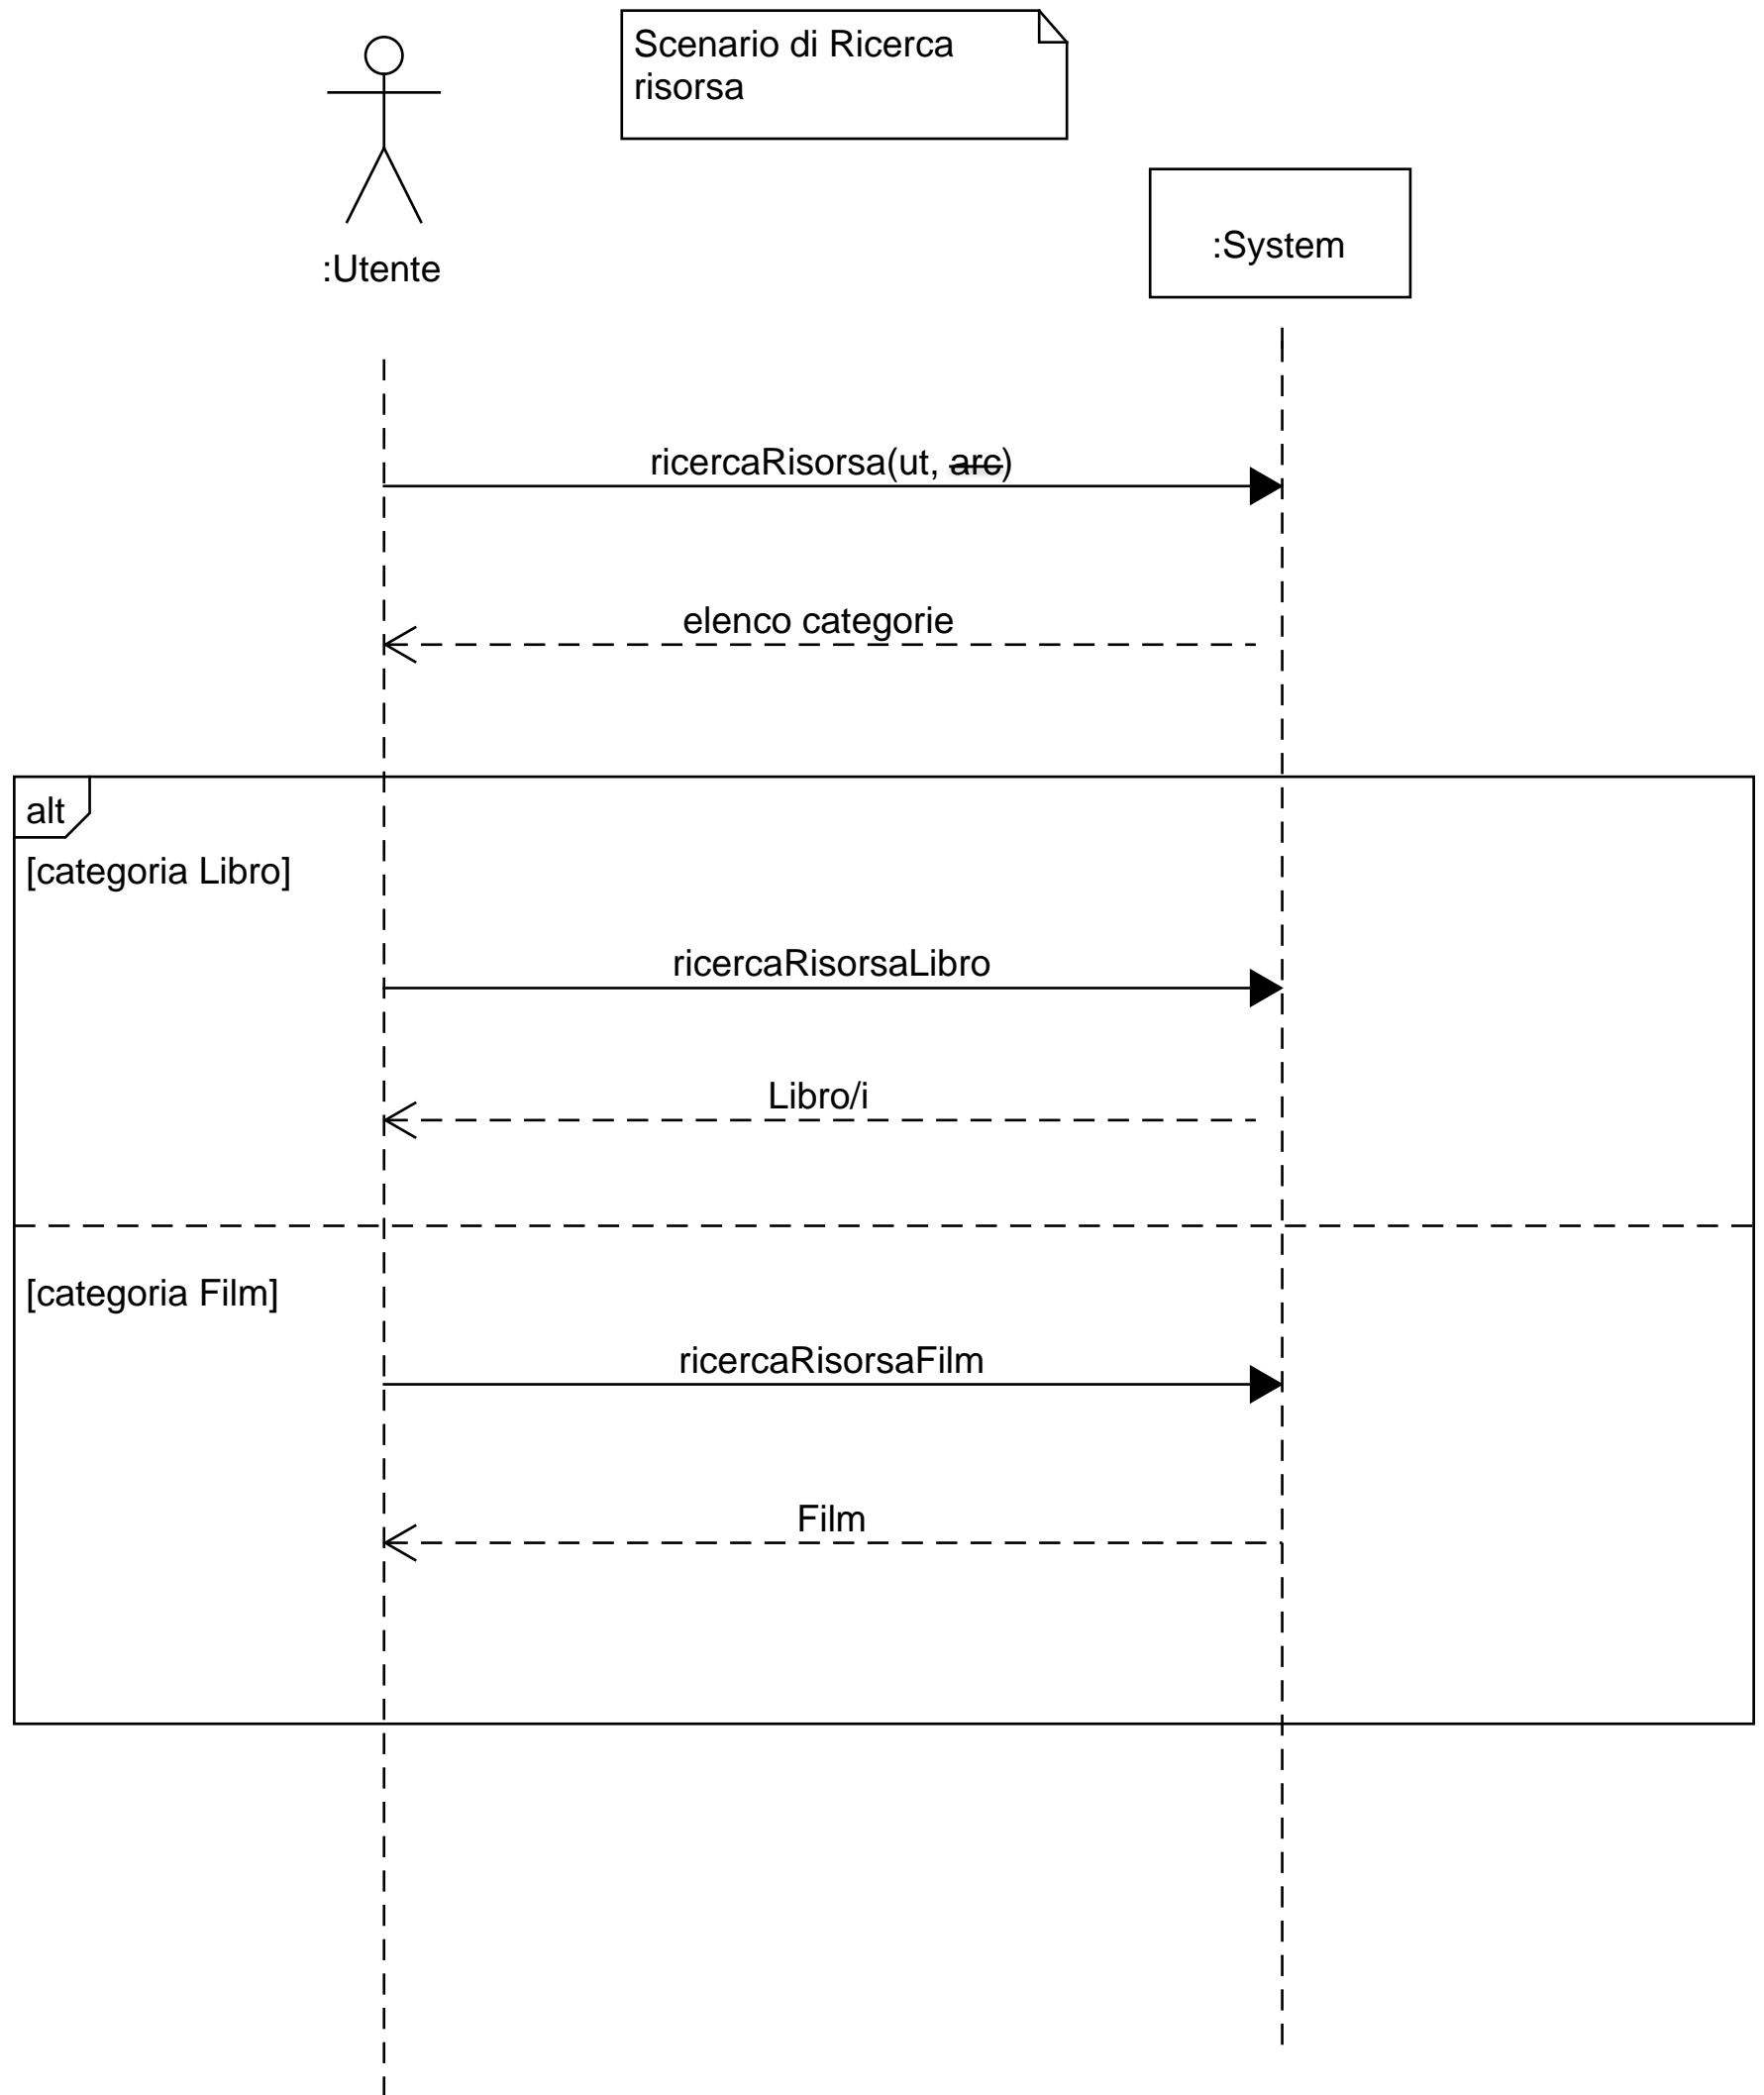 Scenario di Ricerca
risorsa
:Utente
:System
ricercaRisorsa(ut, arc)
elenco categorie
alt
[categoria Libro]
ricercaRisorsaLibro
Libro/i
[categoria Film]
ricercaRisorsaFilm
Film